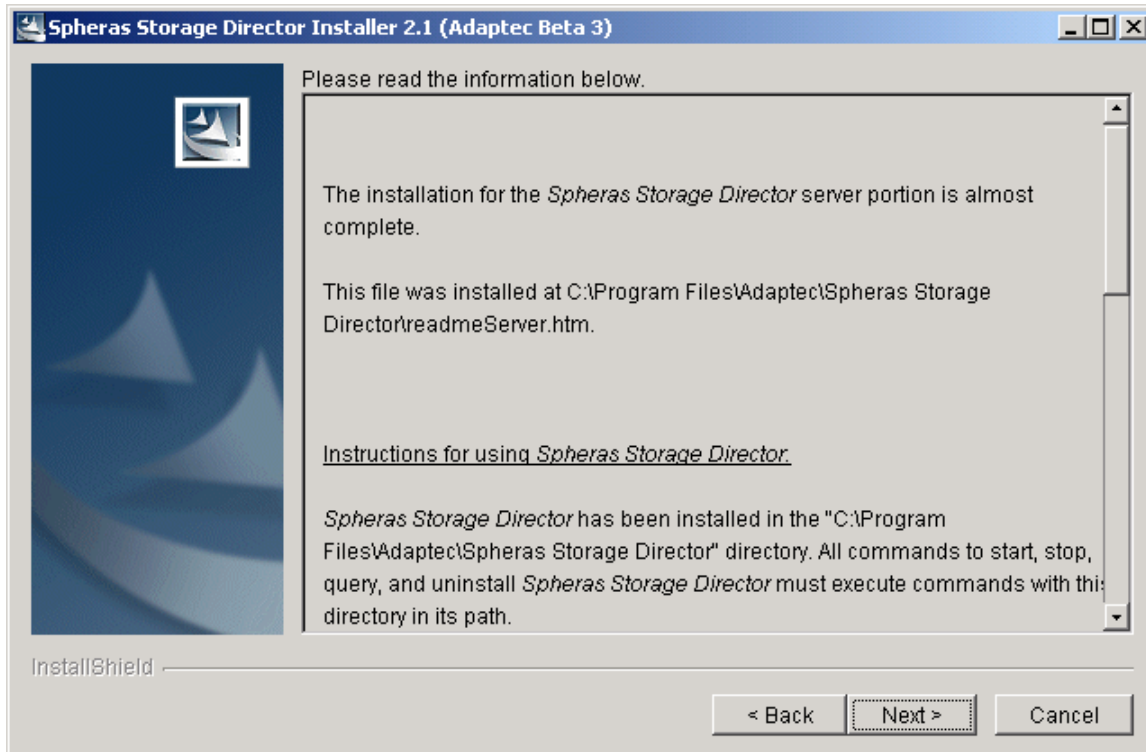 Spheras Storage Director Installer 2.1 (Adaptec Beta 3)
Please read the information below.
The installation for the Spheras Storage Director server portion is almost
complete.
This file was installed at C:\Program Files\Adaptec\Spheras Storage
Director\readmeServer.htm.
Instructions for using Spheras Storage Director.
Spheras Storage Director has been installed in the "C:\Program
Files\Adaptec\Spheras Storage Director" directory. All commands to start, stop,
query, and uninstall Spheras Storage Director must execute commands with this
directory in its path.
InstallShield
< Back
Next >
Cancel